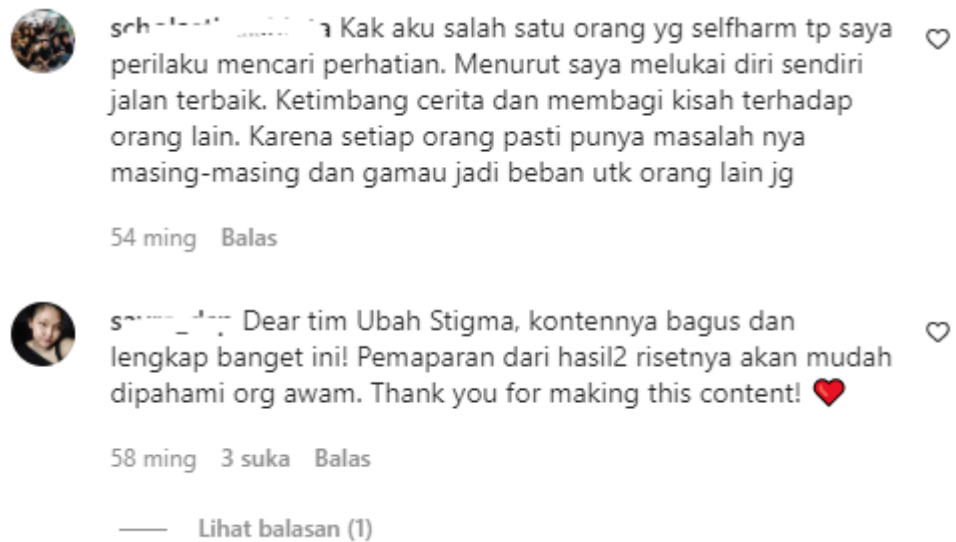 Kak aku salah satu orang yg selfharm tp saya
perilaku mencari perhatian. Menurut saya melukai diri sendiri
jalan terbaik. Ketimbang cerita dan membagi kisah terhadap
orang lain. Karena setiap orang pasti punya masalah nya
masing-masing dan gamau jadi beban utk orang lain jg
54 ming Balas
Dear tim Ubah Stigma, kontennya bagus dan
lengkap banget ini! Pemaparan dari hasil2 risetnya akan mudah
dipahami org awam. Thank you for making this content! ❤️
58 ming 3 suka Balas
Lihat balasan (1)